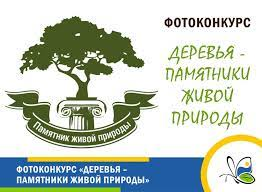 ФОТОКОНКУРС
ДЕРЕВЬЯ -
ПАМЯТНИКИ
ЖИВОЙ
ПРИРОДЫ
Памятник живой природы
ФОТОКОНКУРС «ДЕРЕВЬЯ –
ПАМЯТНИКИ ЖИВОЙ ПРИРОДЫ»